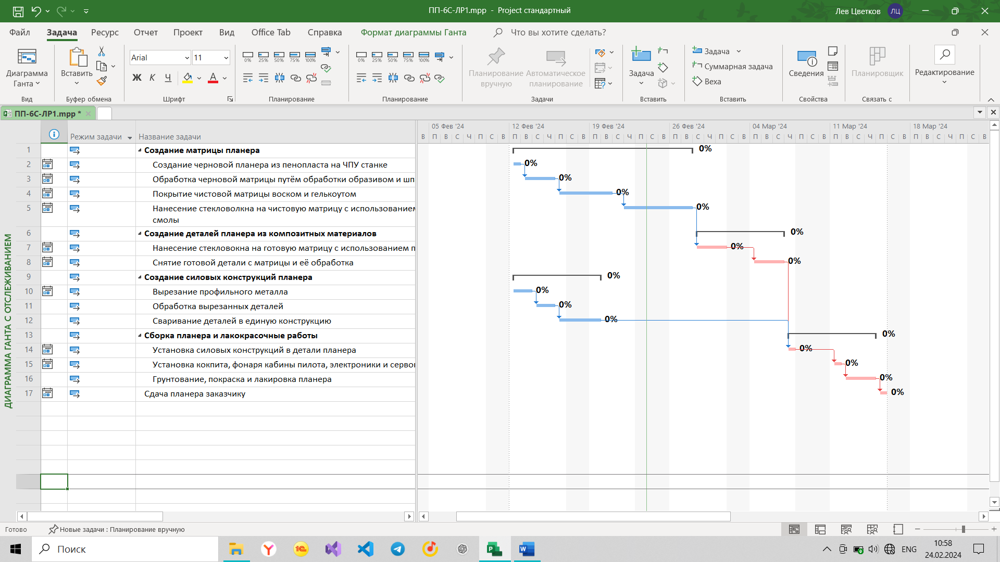 ПП-6С-ЛР1.mpp - Project стандартный
Лев Цветков
ЛЦ
Файл Задача Ресурс Отчет Проект Вид Office Tab Справка Формат диаграммы Ганта Что вы хотите сделать?
Диаграмма Ганта
Вид
Вставить
Буфер обмена
Arial 11
Ж К Ч А
Шрифт
0% 25% 50% 75% 100%
Планирование
0% 25% 50% 75% 100%
Планирование
Планирование вручную
Автоматическое планирование
Задачи
Задача
Вставить
Задача
Суммарная задача
Веха
Вставить
Сведения
Свойства
Планировщик
Связать с
Редактирование
ПП-6С-ЛР1.mpp *
ДИАГРАММА ГАНТА С ОТСЛЕЖИВАНИЕМ
Режим задачи Название задачи
05 Фев '24 12 Фев '24 19 Фев '24 26 Фев '24 04 Мар '24 11 Мар '24 18 Мар '24
В П В С Ч П С В П В С Ч П С В П В С Ч П С В П В С Ч П С В П В С Ч П С В П В С Ч П С В П В С Ч П С В
1 Создание матрицы планера 0%
2 Создание черновой планера из пенопласта на ЧПУ станке 0%
3 Обработка черновой матрицы путём обработки образивом и шп 0%
4 Покрытие чистовой матрицы воском и гелькоутом 0%
5 Нанесение стекловолкна на чистовую матрицу с использованием 0%
смолы
6 Создание деталей планера из композитных материалов 0%
7 Нанесение стекловокна на готовую матрицу с использованием п 0%
8 Снятие готовой детали с матрицы и её обработка 0%
9 Создание силовых конструкций планера 0%
10 Вырезание профильного металла 0%
11 Обработка вырезанных деталей 0%
12 Сваривание деталей в единую конструкцию 0%
13 Сборка планера и лакокрасочные работы 0%
14 Установка силовых конструкций в детали планера 0%
15 Установка кокпита, фонаря кабины пилота, электроники и серво 0%
16 Грунтование, покраска и лакировка планера 0%
17 Сдача планера заказчику 0%
Готово Новые задачи : Планирование вручную
Поиск
ENG
10:58
24.02.2024